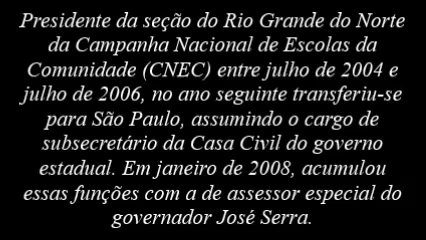 Presidente da seção do Rio Grande do Norte
da Campanha Nacional de Escolas da
Comunidade (CNEC) entre julho de 2004 e
julho de 2006, no ano seguinte transferiu-se
para São Paulo, assumindo o cargo de
subsecretário da Casa Civil do governo
estadual. Em janeiro de 2008, acumulou
essas funções com a de assessor especial do
governador José Serra.